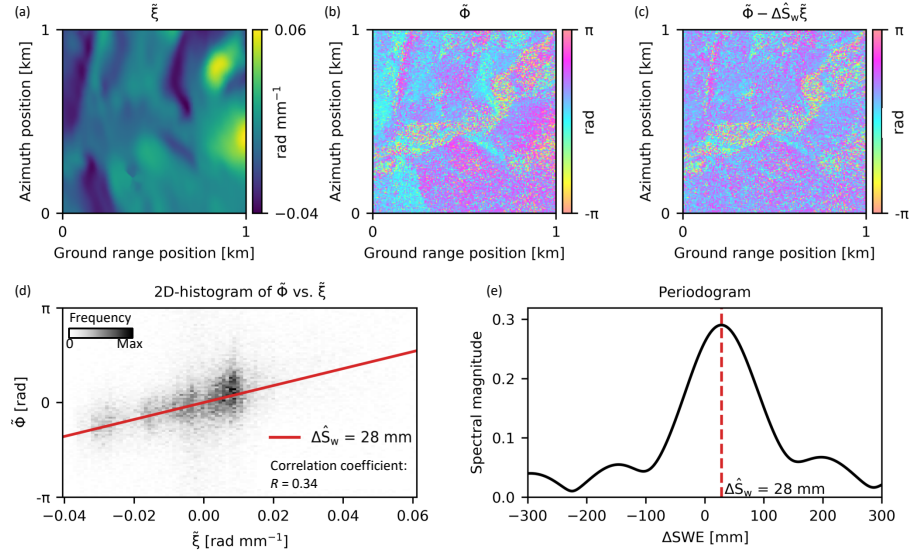 (a)
ξ̃
Azimuth position [km]
1
0
0
1
Ground range position [km]
0.06
−0.04
rad mm⁻¹
(b)
Φ̃
Azimuth position [km]
1
0
0
1
Ground range position [km]
π
-π
rad
(c)
Φ̃ − ΔŜ_wξ̃
Azimuth position [km]
1
0
0
1
Ground range position [km]
π
-π
rad
(d)
2D-histogram of Φ̃ vs. ξ̃
Φ̃ [rad]
π
0
-π
Frequency
0 Max
ΔŜ_w = 28 mm
Correlation coefficient:
R = 0.34
−0.04 −0.02 0.00 0.02 0.04 0.06
ξ̃ [rad mm⁻¹]
(e)
Periodogram
Spectral magnitude
0.3
0.2
0.1
0.0
ΔŜ_w = 28 mm
−300 −200 −100 0 100 200 300
ΔSWE [mm]